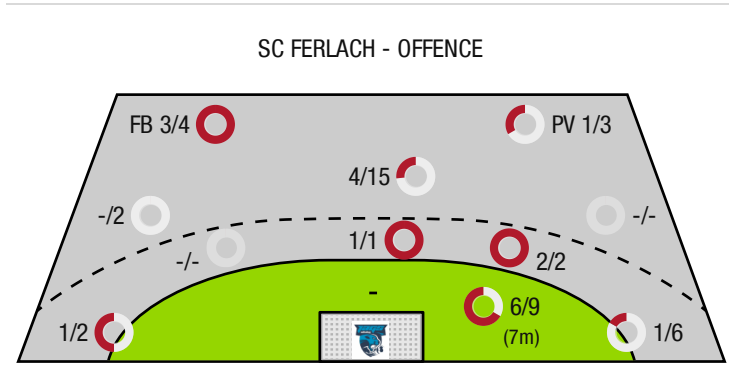 SC FERLACH - OFFENCE
FB 3/4
PV 1/3
4/15
-/2
-/-
-/-
1/1
2/2
-
6/9
(7m)
1/2
1/6